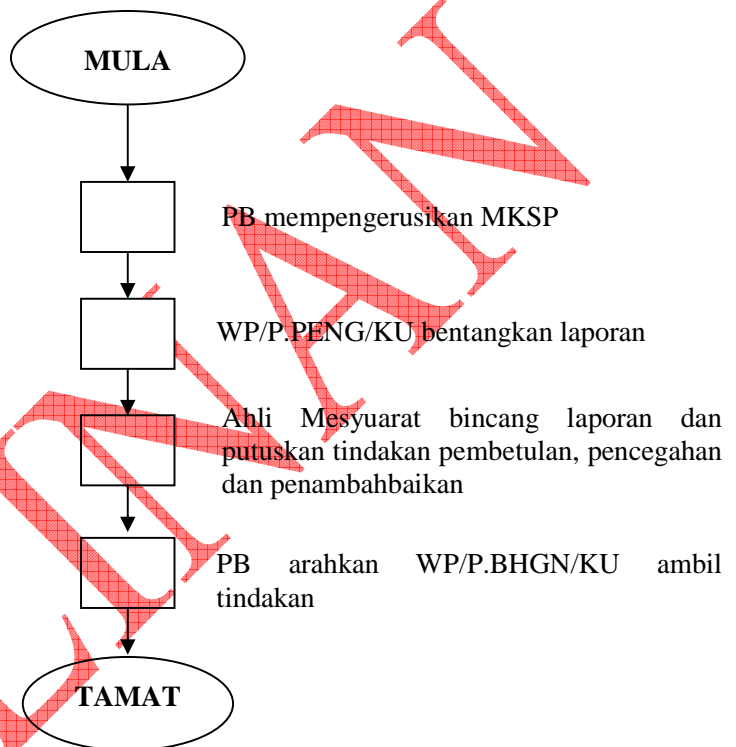 MULA
PB mempengerusikan MKSP
WP/P.PENG/KU bentangkan laporan
Ahli Mesyuarat bincang laporan dan
putuskan tindakan pembetulan, pencegahan
dan penambahbaikan
PB arahkan WP/P.BHGN/KU ambil
tindakan
TAMAT